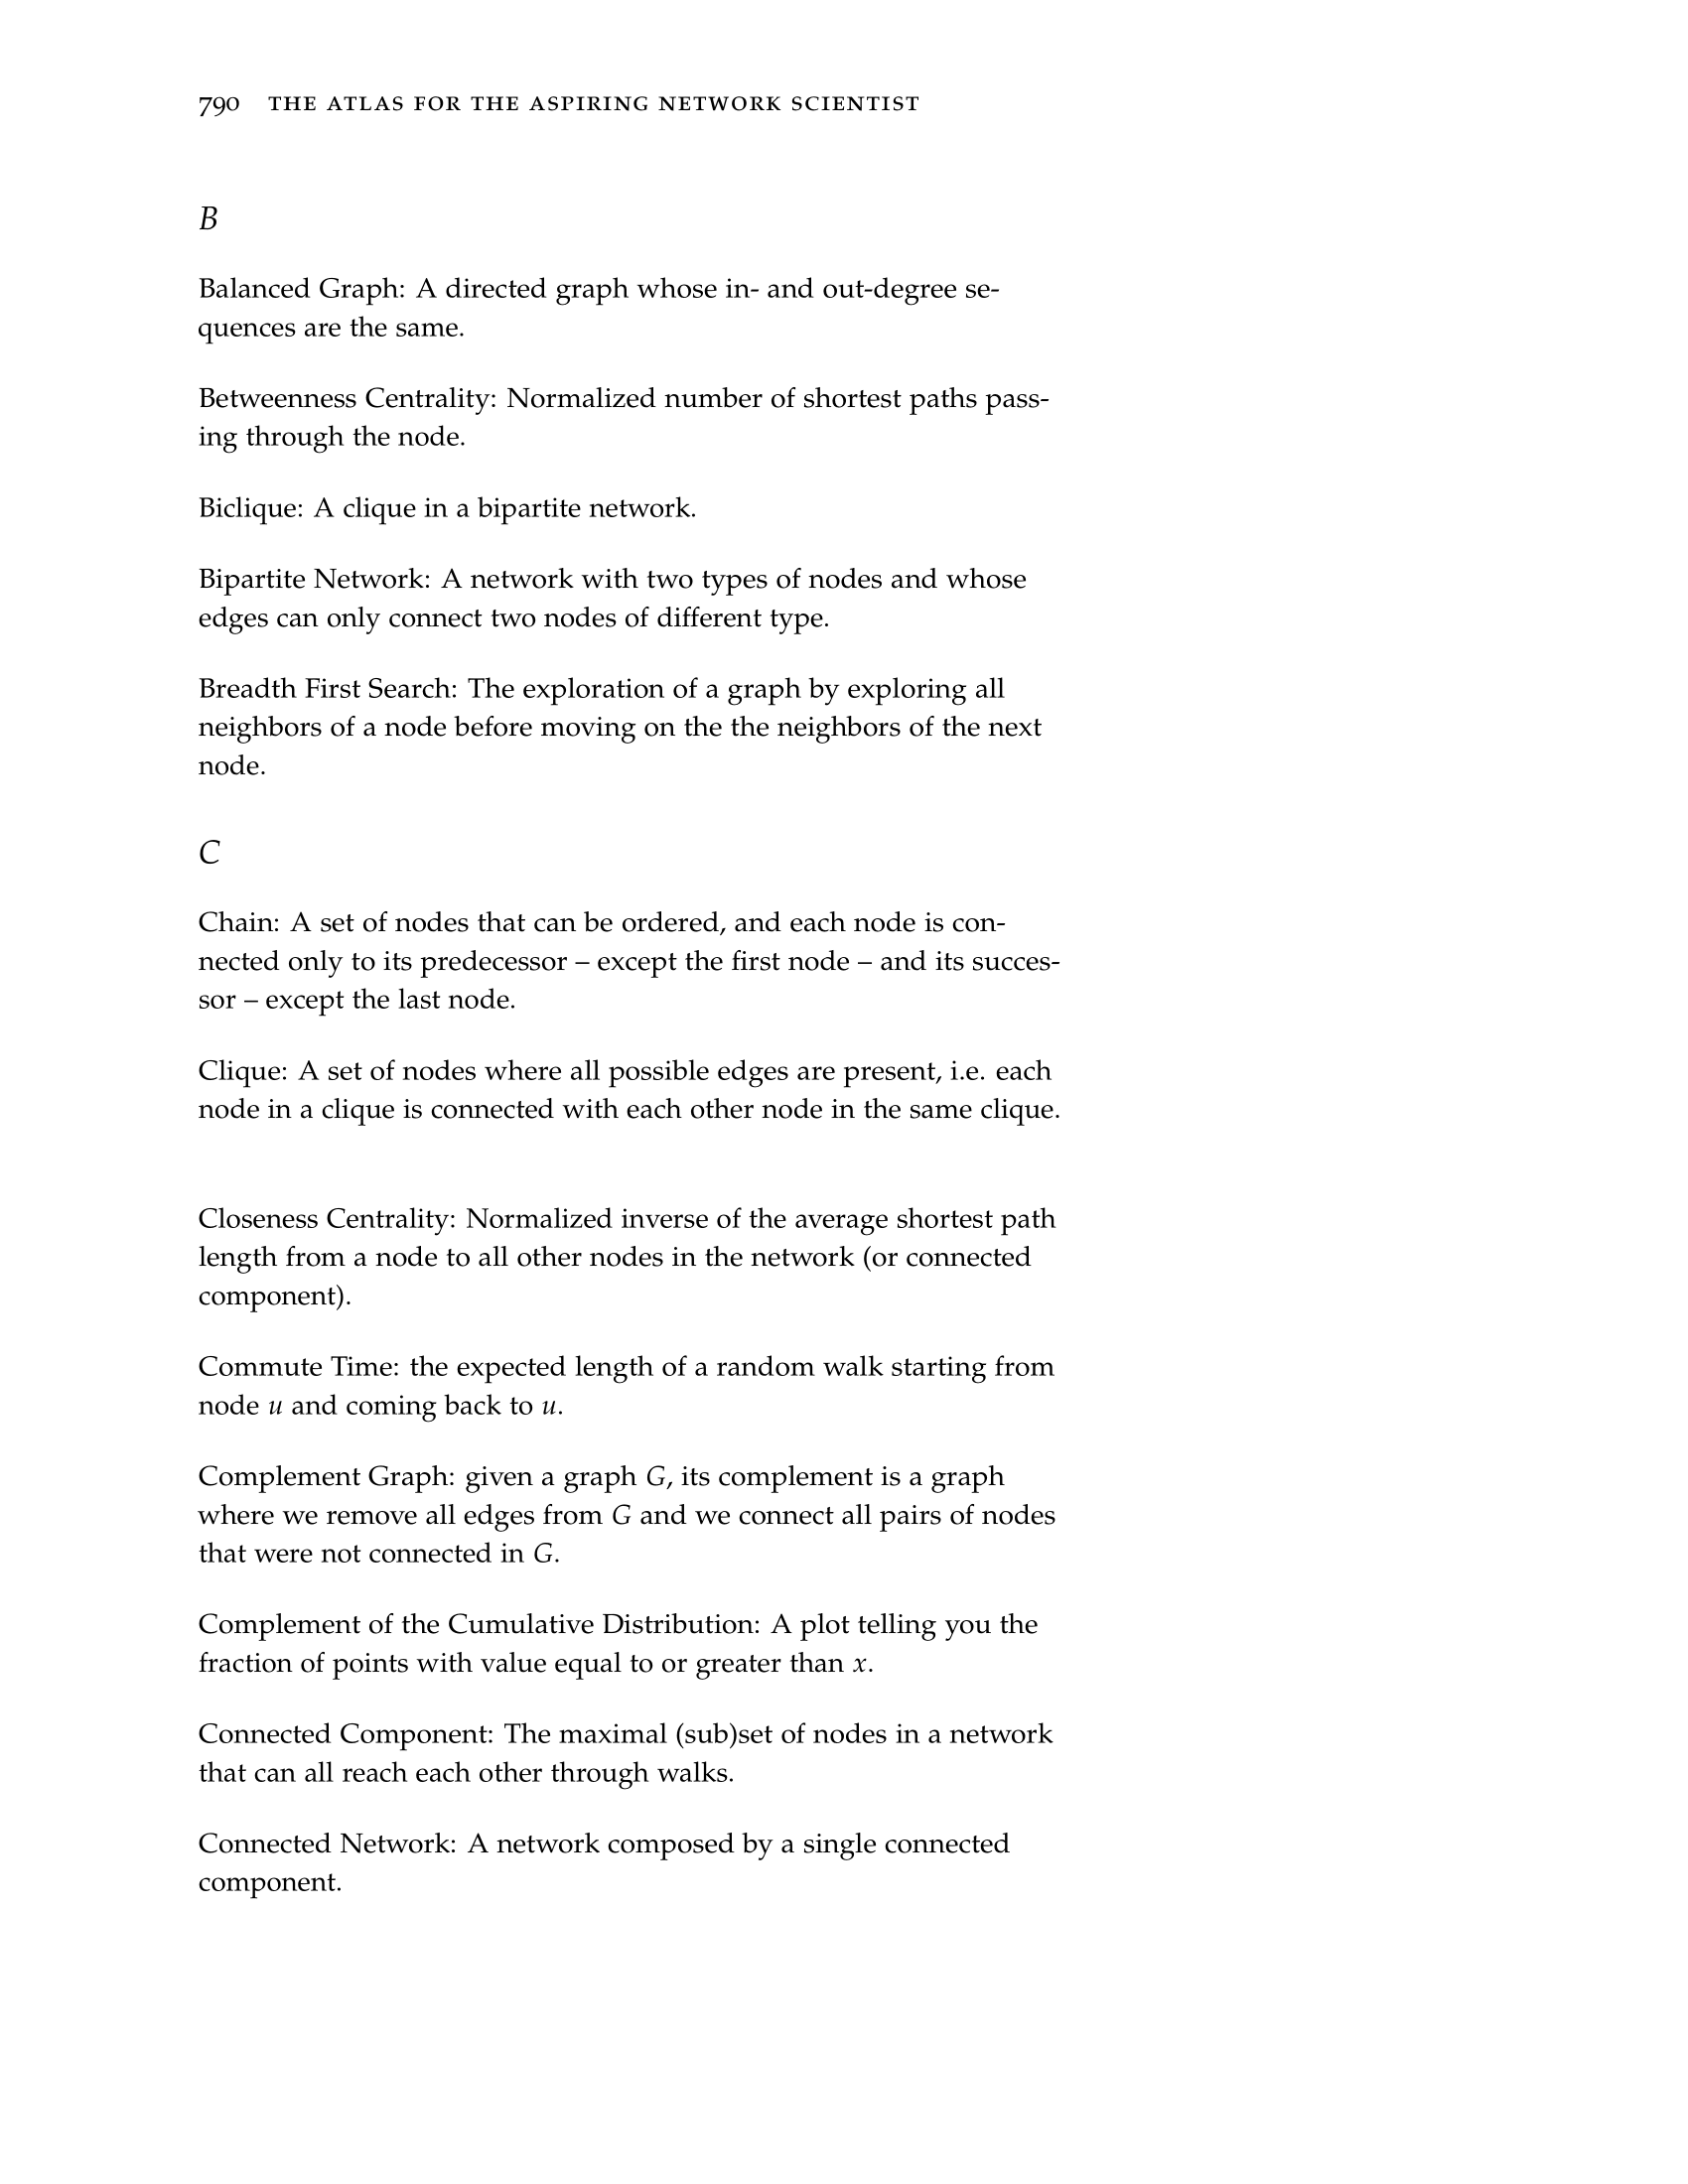 790 THE ATLAS FOR THE ASPIRING NETWORK SCIENTIST
B
Balanced Graph: A directed graph whose in- and out-degree se-
quences are the same.
Betweenness Centrality: Normalized number of shortest paths pass-
ing through the node.
Biclique: A clique in a bipartite network.
Bipartite Network: A network with two types of nodes and whose
edges can only connect two nodes of different type.
Breadth First Search: The exploration of a graph by exploring all
neighbors of a node before moving on the the neighbors of the next
node.
C
Chain: A set of nodes that can be ordered, and each node is con-
nected only to its predecessor – except the first node – and its succes-
sor – except the last node.
Clique: A set of nodes where all possible edges are present, i.e. each
node in a clique is connected with each other node in the same clique.
Closeness Centrality: Normalized inverse of the average shortest path
length from a node to all other nodes in the network (or connected
component).
Commute Time: the expected length of a random walk starting from
node u and coming back to u.
Complement Graph: given a graph G, its complement is a graph
where we remove all edges from G and we connect all pairs of nodes
that were not connected in G.
Complement of the Cumulative Distribution: A plot telling you the
fraction of points with value equal to or greater than x.
Connected Component: The maximal (sub)set of nodes in a network
that can all reach each other through walks.
Connected Network: A network composed by a single connected
component.